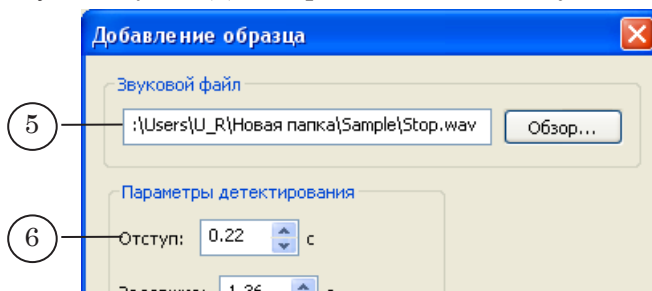 Добавление образца
Звуковой файл
5 :\Users\U_R\Новая папка\Sample\Stop.wav Обзор...
Параметры детектирования
6 Отступ: 0.22 с